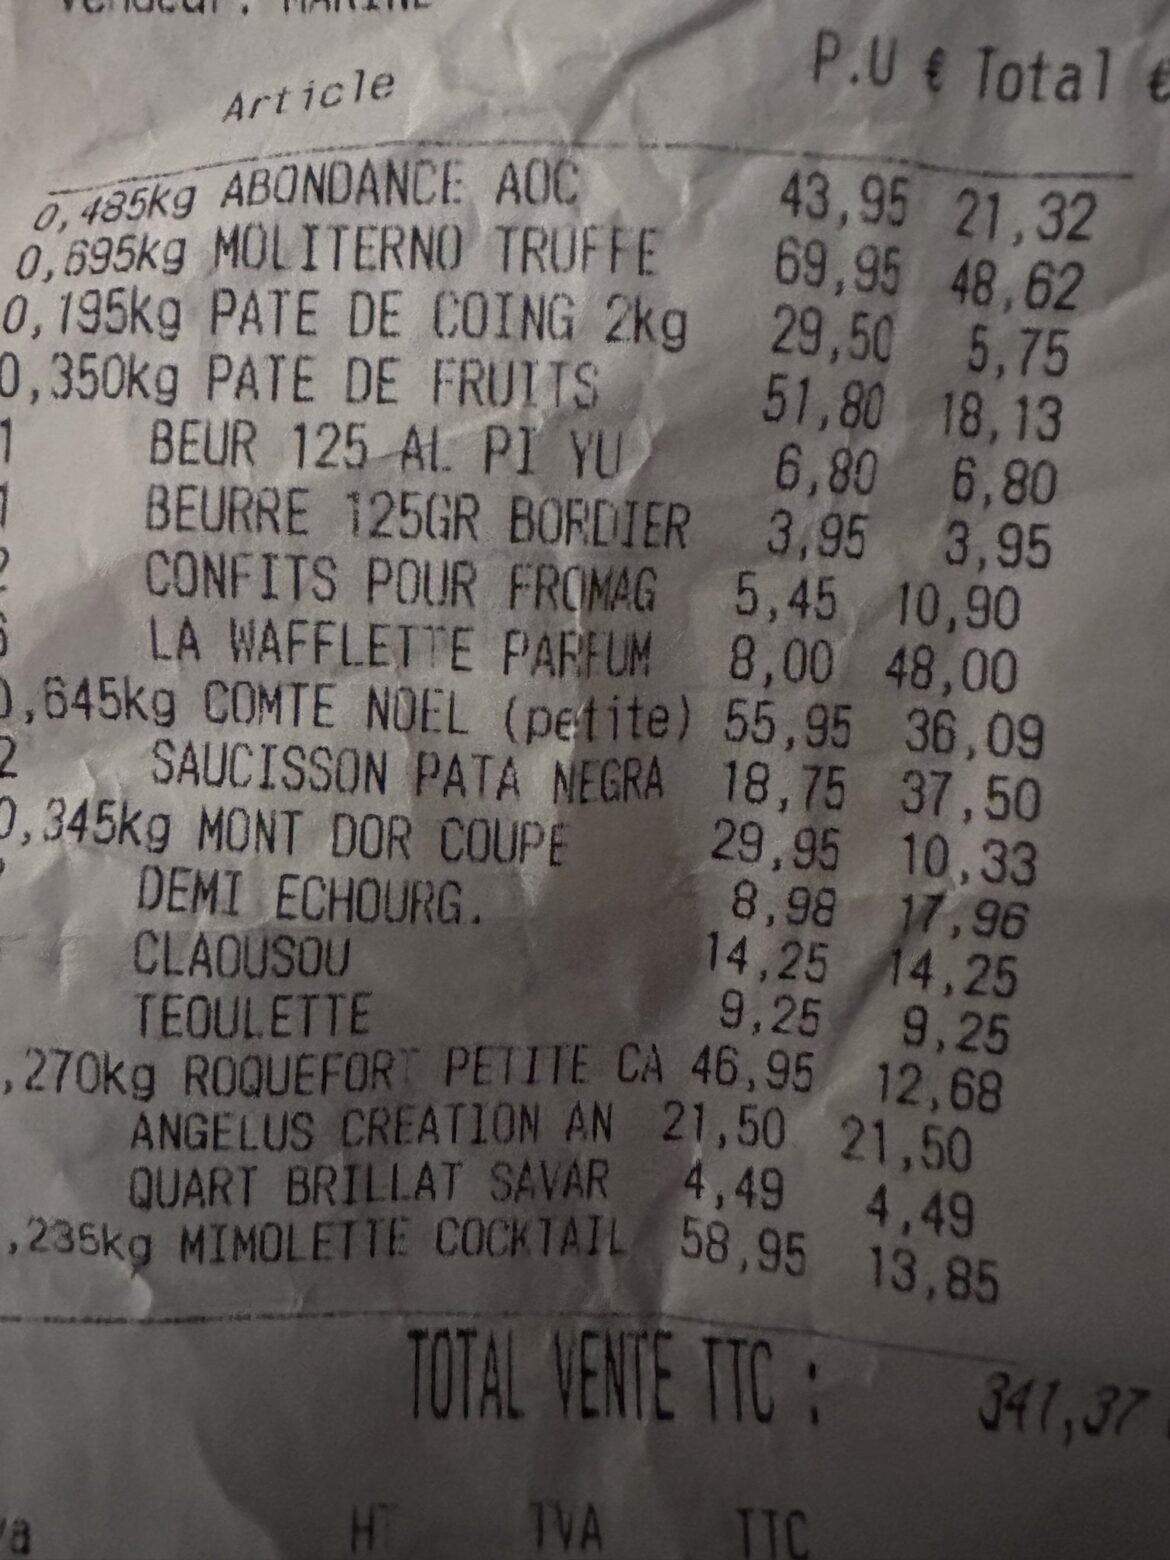 Vendeur: MARINE
Article P.U € Total €
0,485kg ABONDANCE AOC 43,95 21,32
0,695kg MOLITERNO TRUFFE 69,95 48,62
0,195kg PATE DE COING 2kg 29,50 5,75
0,350kg PATE DE FRUITS 51,80 18,13
1 BEUR 125 AL PI YU 6,80 6,80
1 BEURRE 125GR BORDIER 3,95 3,95
2 CONFITS POUR FROMAG 5,45 10,90
6 LA WAFFLETTE PARFUM 8,00 48,00
0,645kg COMTE NOEL (petite) 55,95 36,09
2 SAUCISSON PATA NEGRA 18,75 37,50
0,345kg MONT DOR COUPE 29,95 10,33
DEMI ECHOURG. 8,98 17,96
CLAOUSOU 14,25 14,25
TEOULETTE 9,25 9,25
,270kg ROQUEFORT PETITE CA 46,95 12,68
ANGELUS CREATION AN 21,50 21,50
QUART BRILLAT SAVAR 4,49 4,49
,235kg MIMOLETTE COCKTAIL 58,95 13,85
TOTAL VENTE TTC : 341,37
HT TVA TTC